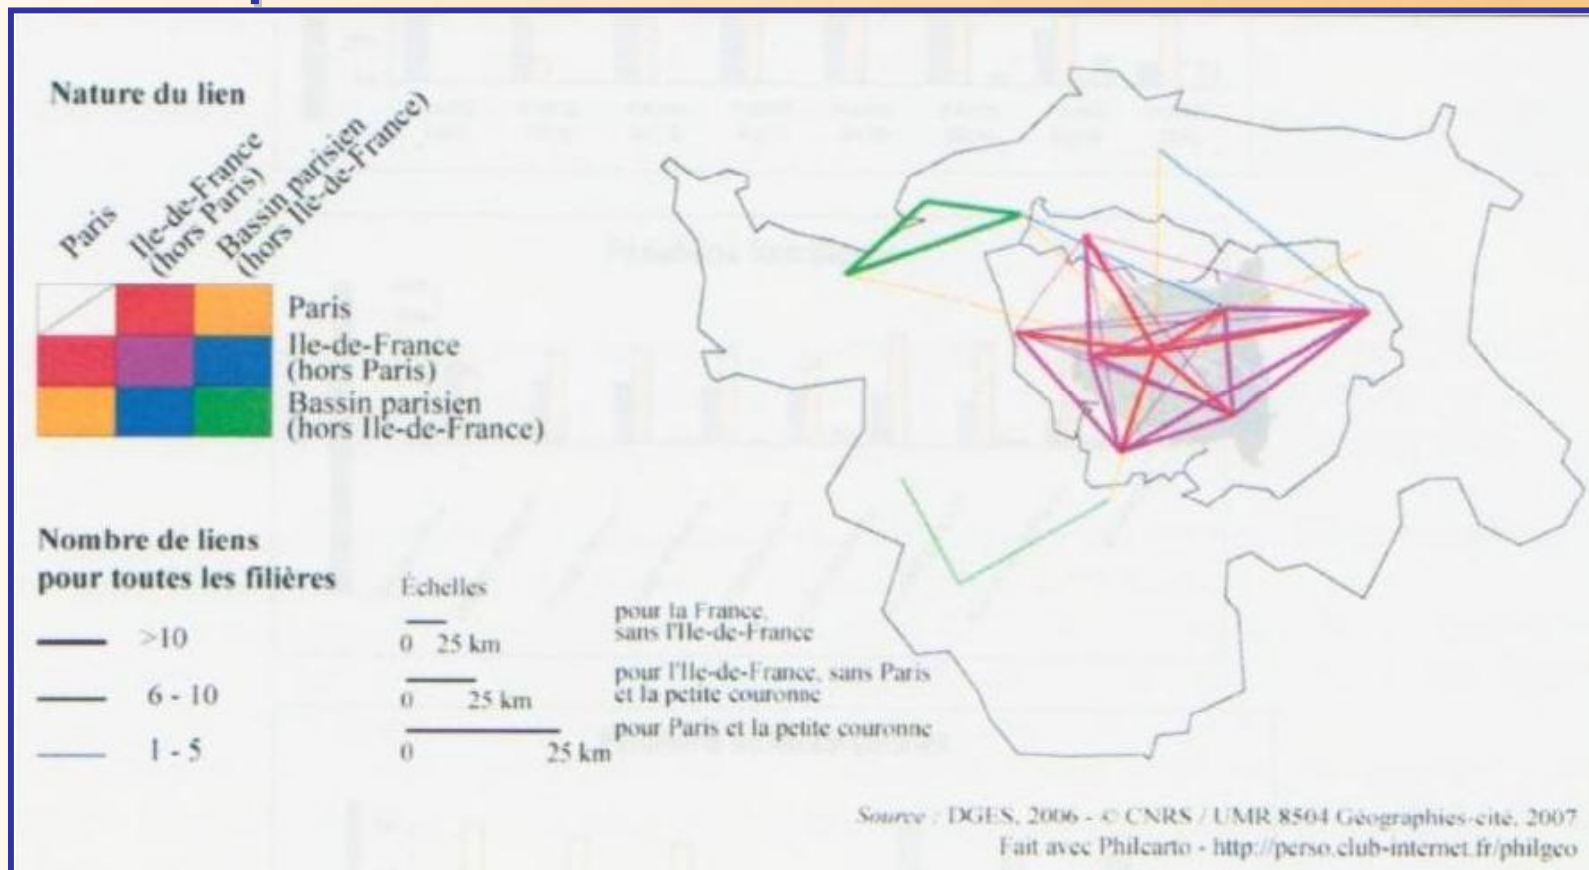 Nature du lien
Paris
Ile-de-France
(hors Paris)
Bassin parisien
(hors Ile-de-France)
Paris
Ile-de-France
(hors Paris)
Bassin parisien
(hors Ile-de-France)
Nombre de liens
pour toutes les filières
>10
6 - 10
1 - 5
Échelles
0 25 km
pour la France,
sans l'Ile-de-France
0 25 km
pour l'Ile-de-France, sans Paris
et la petite couronne
0 25 km
pour Paris et la petite couronne
Source : DGES, 2006 - © CNRS / UMR 8504 Géographies-cité, 2007
Fait avec Philcarto - http://perso.club-internet.fr/philgeo